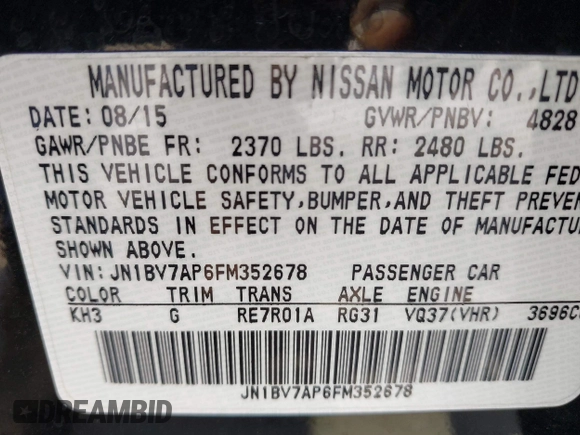 MANUFACTURED BY NISSAN MOTOR CO.,LTD
DATE: 08/15 GVWR/PNBV: 4828
GAWR/PNBE FR: 2370 LBS. RR: 2480 LBS.
THIS VEHICLE CONFORMS TO ALL APPLICABLE FED
MOTOR VEHICLE SAFETY,BUMPER,AND THEFT PREVEN
STANDARDS IN EFFECT ON THE DATE OF MANUFACTU
SHOWN ABOVE.
VIN: JN1BV7AP6FM352678 PASSENGER CAR
COLOR TRIM TRANS AXLE ENGINE
KH3 G RE7R01A RG31 VQ37(VHR) 3696C
JN1BV7AP6FM352678
DREAMBID